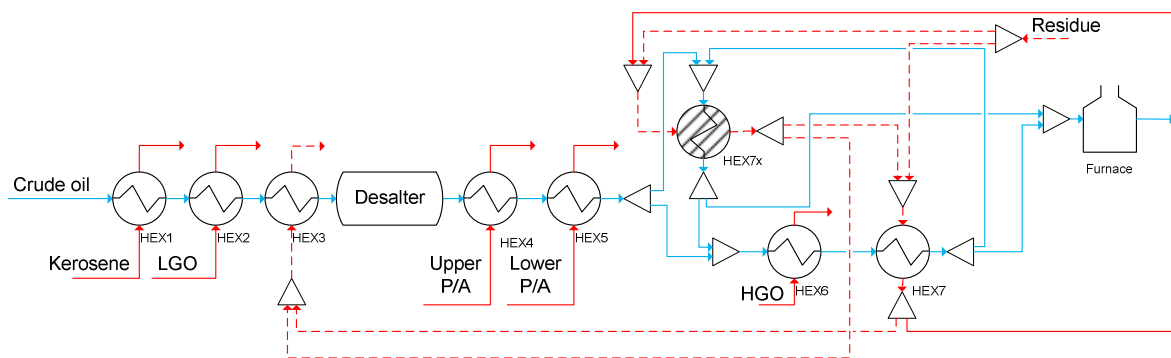 Residue
HEX7x
Furnace
Crude oil
Desalter
HEX1
HEX2
HEX3
HEX4
HEX5
Kerosene
LGO
Upper
P/A
Lower
P/A
HGO
HEX6
HEX7